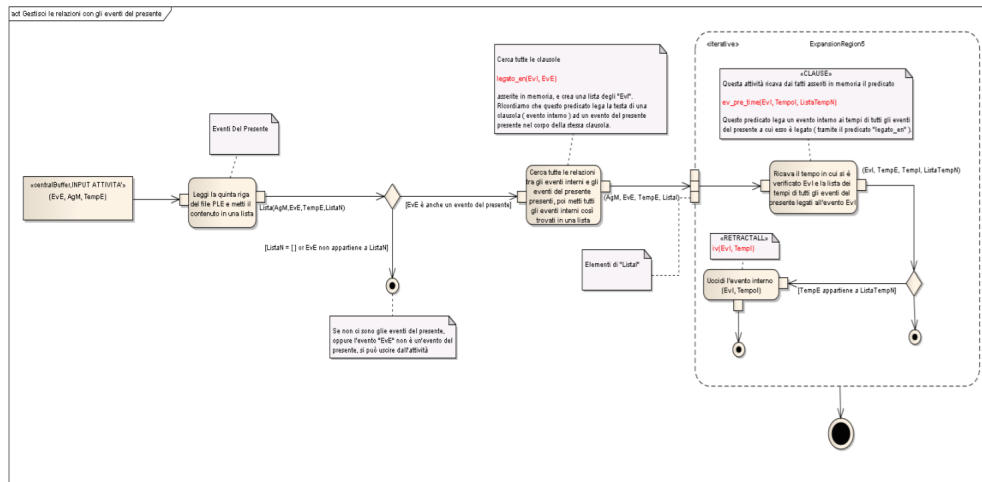 act Gestisci le relazioni con gli eventi del presente
«centralBuffer,INPUT ATTIVITA'»
(EvE, AgM, TempE)
Eventi Del Presente
Leggi la quinta riga
del file PLE e metti il
contenuto in una lista
Lista(AgM,EvE,TempE,ListaN)
[EvE è anche un evento del presente]
[ListaN = [ ] or EvE non appartiene a ListaN]
Se non ci sono glie eventi del presente,
oppure l'evento "EvE" non è un'evento del
presente, si può uscire dall'attività
Cerca tutte le clausole
legato_en(EvI, EvE)
asserite in memoria, e crea una lista degli "EvI".
Ricordiamo che questo predicato lega la testa di una
clausola ( evento interno ) ad un evento del presente
presente nel corpo della stessa clausola.
Cerca tutte le relazioni
tra gli eventi interni e gli
eventi del presente
presenti, poi metti tutti
gli eventi interni così
trovati in una lista
(AgM, EvE, TempE, ListaI)
Elementi di "ListaI"
«iterative»
ExpansionRegion5
«CLAUSE»
Questa attività ricava dai fatti asseriti in memoria il predicato
ev_pre_time(EvI, TempoI, ListaTempN)
Questo predicato lega un evento interno ai tempi di tutti gli eventi
del presente a cui esso è legato ( tramite il predicato "legato_en" ).
Ricava il tempo in cui si è
verificato EvI e la lista dei
tempi di tutti gli eventi del
presente legati all'evento EvI
(EvI, TempE, TempI, ListaTempN)
«RETRACTALL»
iv(EvI, TempI)
Uccidi l'evento interno
(EvI, TempoI)
[TempE appartiene a ListaTempN]